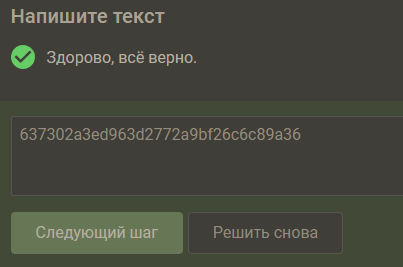 Напишите текст
Здорово, всё верно.
637302a3ed963d2772a9bf26c6c89a36
Следующий шаг
Решить снова